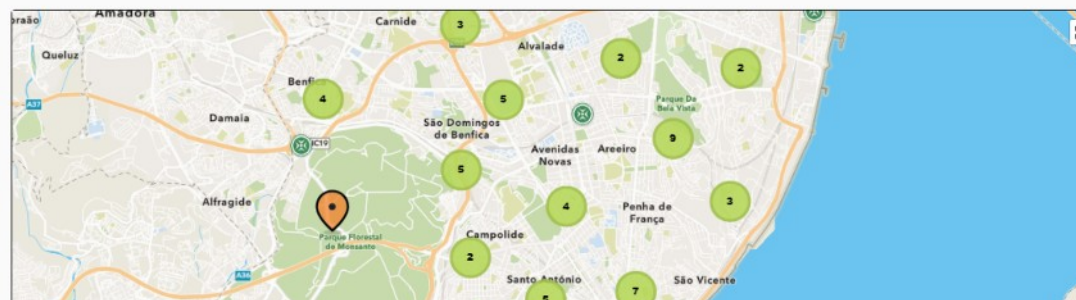 Amadora
Carnide
3
Alvalade
Queluz
2
2
Benfica
4
5
A37
Parque Da
Bela Vista
Damaia
São Domingos
de Benfica
IC19
9
Avenidas
Novas
Areeiro
5
Alfragide
4
Penha de
França
3
Parque Florestal
de Monsanto
Campolide
2
A36
Santo António
São Vicente
7